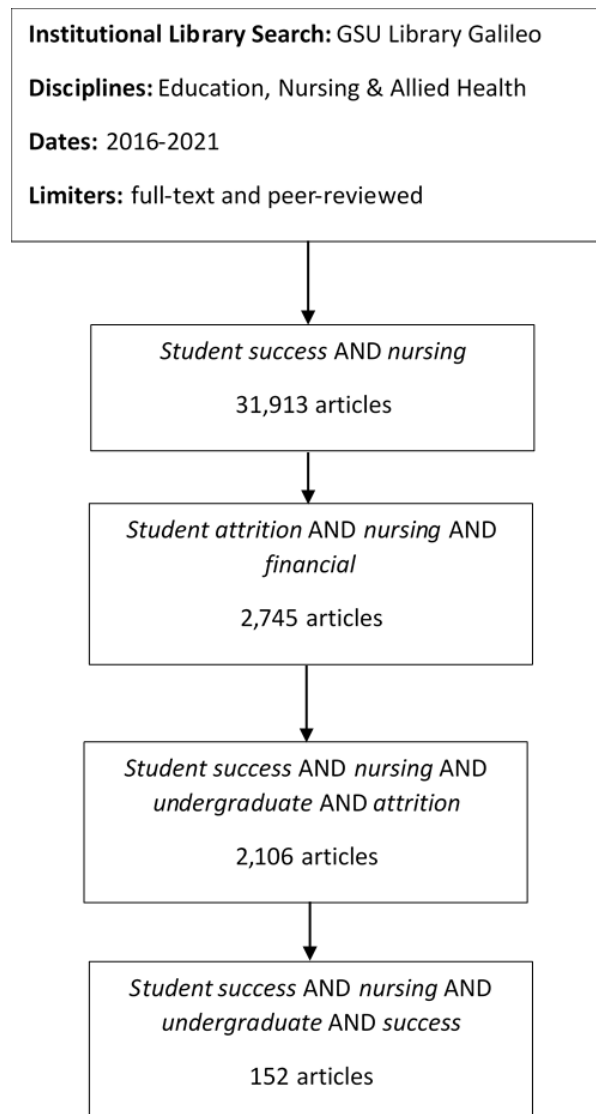 Institutional Library Search: GSU Library Galileo
Disciplines: Education, Nursing & Allied Health
Dates: 2016-2021
Limiters: full-text and peer-reviewed
Student success AND nursing
31,913 articles
Student attrition AND nursing AND
financial
2,745 articles
Student success AND nursing AND
undergraduate AND attrition
2,106 articles
Student success AND nursing AND
undergraduate AND success
152 articles